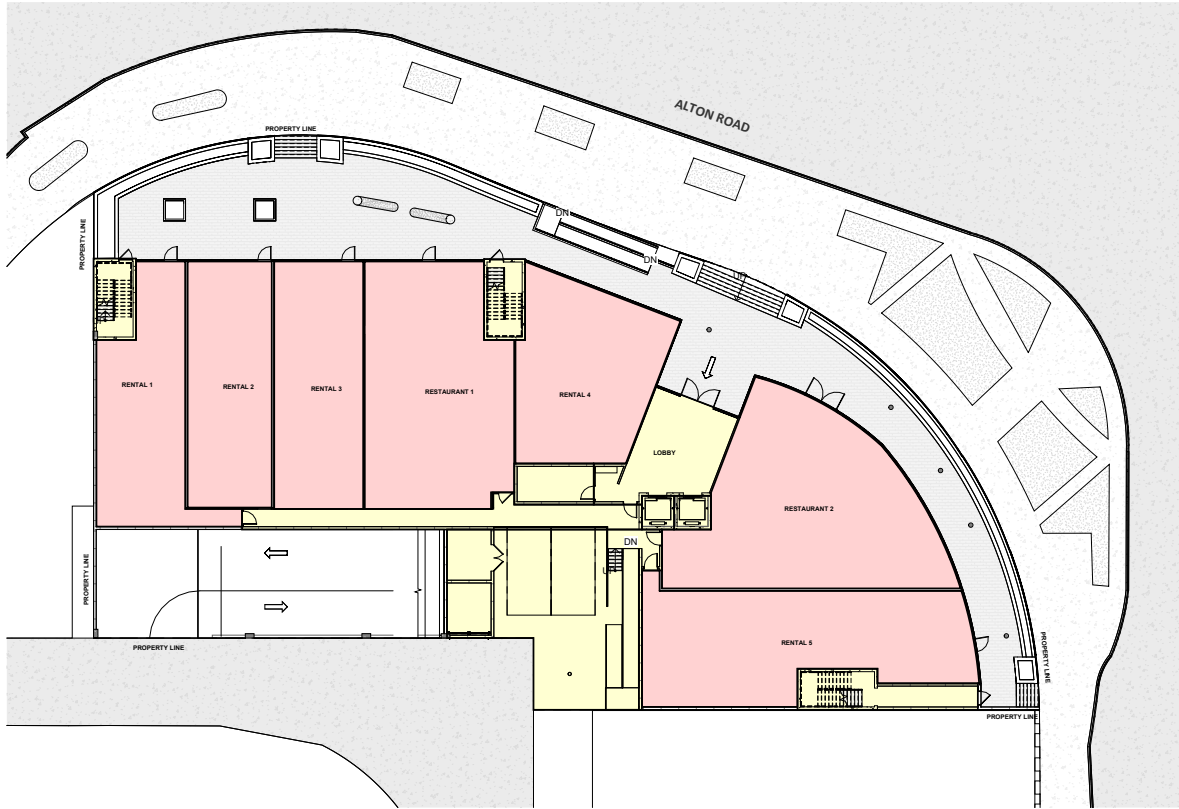 ALTON ROAD
PROPERTY LINE
DN
PROPERTY LINE
DN
UP
RENTAL 1
RENTAL 2
RENTAL 3
RESTAURANT 1
RENTAL 4
LOBBY
RESTAURANT 2
DN
PROPERTY LINE
RENTAL 5
PROPERTY LINE
PROPERTY LINE
PROPERTY LINE